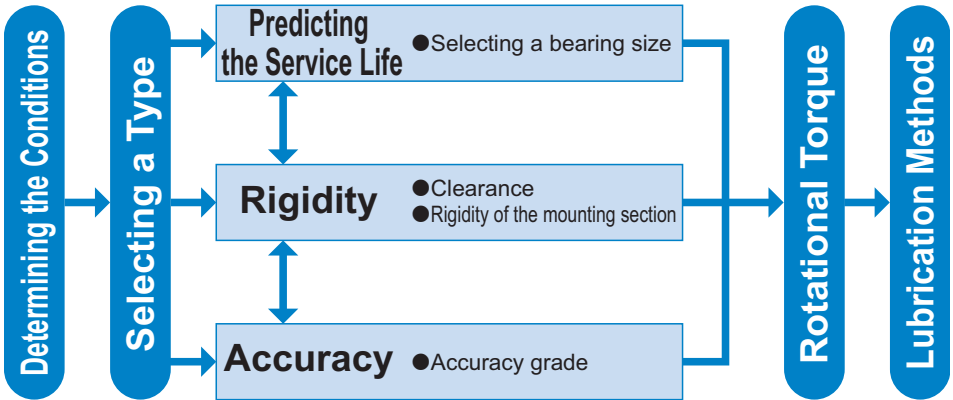 Determining the Conditions
Selecting a Type
Predicting
the Service Life
●Selecting a bearing size
Rigidity
●Clearance
●Rigidity of the mounting section
Accuracy
●Accuracy grade
Rotational Torque
Lubrication Methods